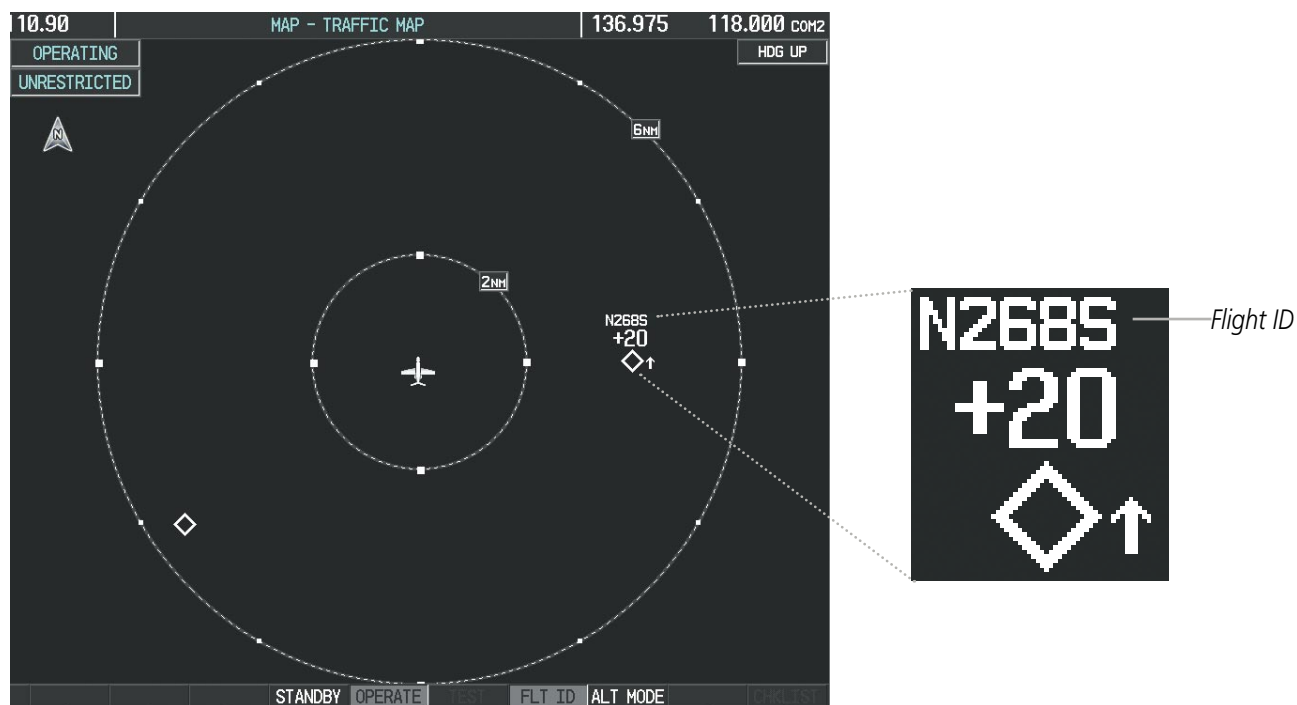 10.90 MAP - TRAFFIC MAP 136.975 118.000 COM2
OPERATING HDG UP
UNRESTRICTED
N
6NM
2NM
N268S
+20
N268S Flight ID
+20
STANDBY OPERATE TEST FLT ID ALT MODE CHKLIST